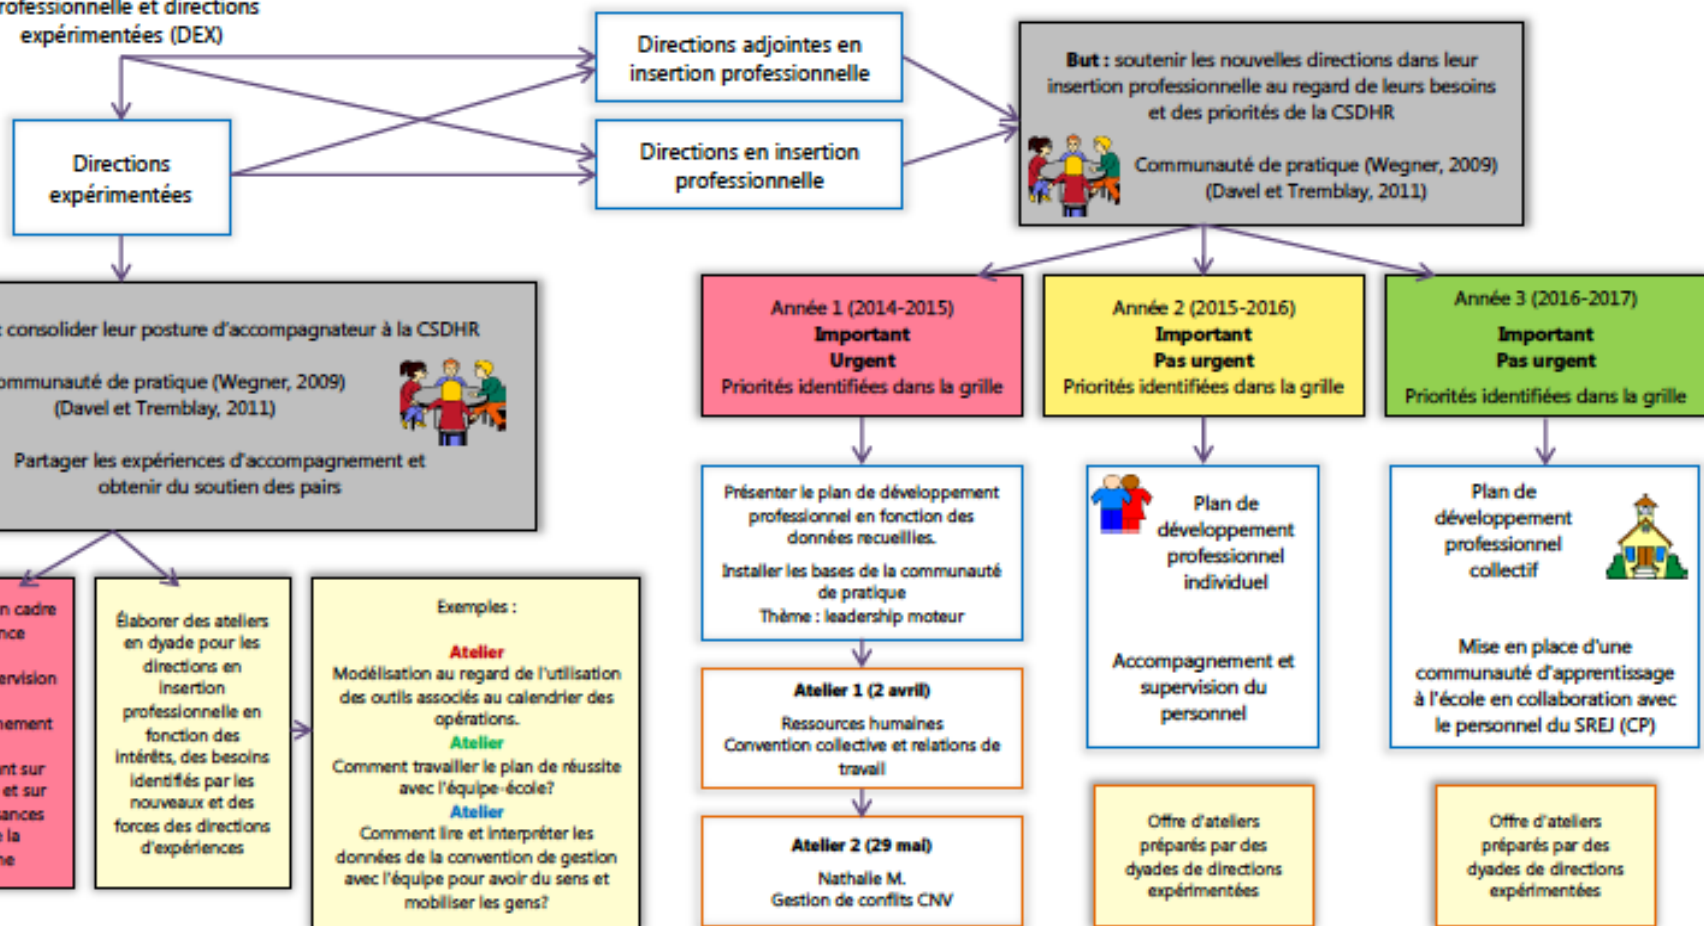 professionnelle et directions
expérimentées (DEX)
Directions adjointes en
insertion professionnelle
But : soutenir les nouvelles directions dans leur
insertion professionnelle au regard de leurs besoins
et des priorités de la CSDHR
Communauté de pratique (Wegner, 2009)
(Davel et Tremblay, 2011)
Directions
expérimentées
Directions en insertion
professionnelle
: consolider leur posture d'accompagnateur à la CSDHR
ommunauté de pratique (Wegner, 2009)
(Davel et Tremblay, 2011)
Partager les expériences d'accompagnement et
obtenir du soutien des pairs
Année 1 (2014-2015)
Important
Urgent
Priorités identifiées dans la grille
Année 2 (2015-2016)
Important
Pas urgent
Priorités identifiées dans la grille
Année 3 (2016-2017)
Important
Pas urgent
Priorités identifiées dans la grille
Présenter le plan de développement
professionnel en fonction des
données recueillies.
Installer les bases de la communauté
de pratique
Thème : leadership moteur
Plan de
développement
professionnel
individuel
Accompagnement et
supervision du
personnel
Plan de
développement
professionnel
collectif
Mise en place d'une
communauté d'apprentissage
à l'école en collaboration avec
le personnel du SREJ (CP)
n cadre
nce
ervision
nement
nt sur
et sur
sances
la
ne
Élaborer des ateliers
en dyade pour les
directions en
insertion
professionnelle en
fonction des
intérêts, des besoins
identifiés par les
nouveaux et des
forces des directions
d'expériences
Exemples :
Atelier
Modélisation au regard de l'utilisation
des outils associés au calendrier des
opérations.
Atelier
Comment travailler le plan de réussite
avec l'équipe-école?
Atelier
Comment lire et interpréter les
données de la convention de gestion
avec l'équipe pour avoir du sens et
mobiliser les gens?
Atelier 1 (2 avril)
Ressources humaines
Convention collective et relations de
travail
Atelier 2 (29 mai)
Nathalie M.
Gestion de conflits CNV
Offre d'ateliers
préparés par des
dyades de directions
expérimentées
Offre d'ateliers
préparés par des
dyades de directions
expérimentées